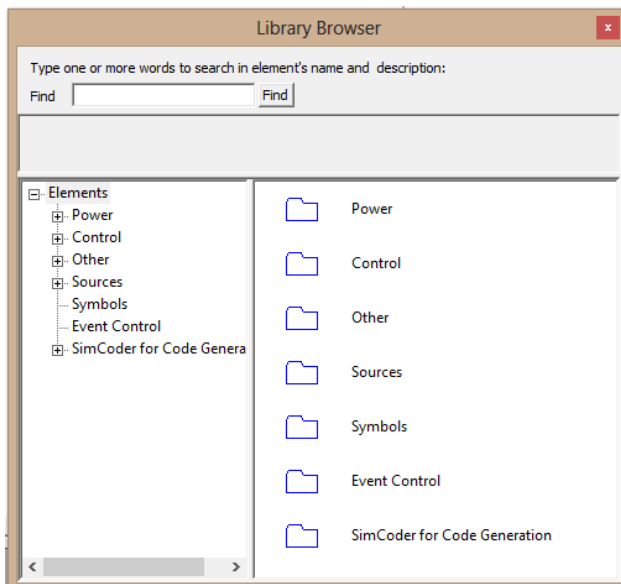 Library Browser
x
Type one or more words to search in element's name and description:
Find Find
Elements
Power
Control
Other
Sources
Symbols
Event Control
SimCoder for Code Genera
Power
Control
Other
Sources
Symbols
Event Control
SimCoder for Code Generation